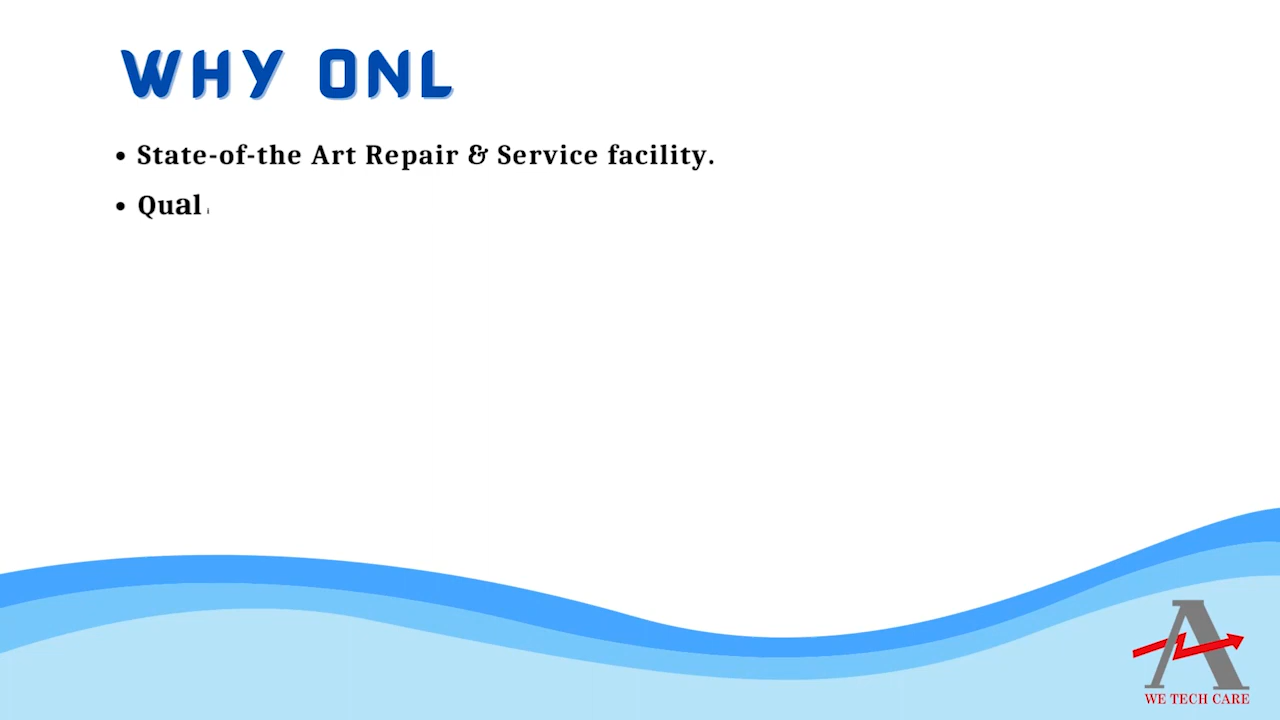 WHY ONL
• State-of-the Art Repair & Service facility.
• Qual
WE TECH CARE